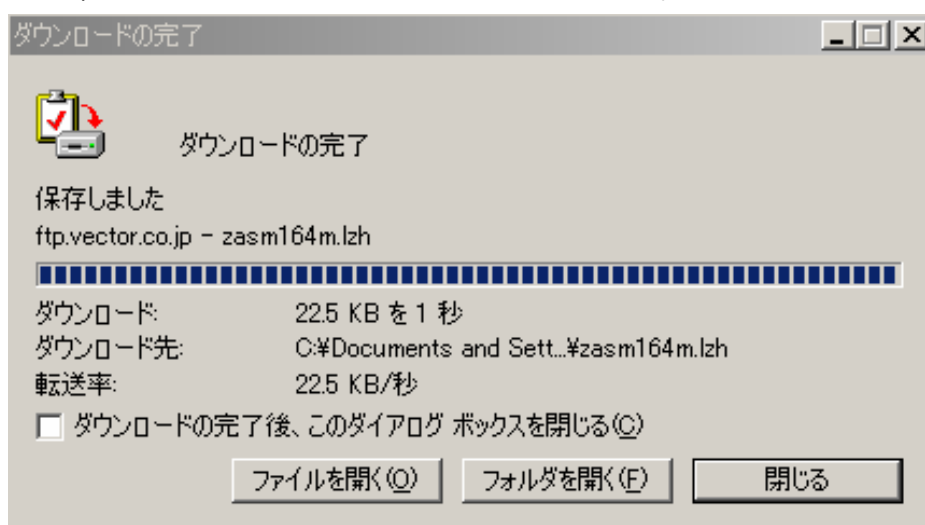 ダウンロードの完了
ダウンロードの完了
保存しました
ftp.vector.co.jp - zasm164m.lzh
ダウンロード: 22.5 KB を 1 秒
ダウンロード先: C:¥Documents and Sett...¥zasm164m.lzh
転送率: 22.5 KB/秒
ダウンロードの完了後、このダイアログ ボックスを閉じる(C)
ファイルを開く(O) フォルダを開く(F) 閉じる